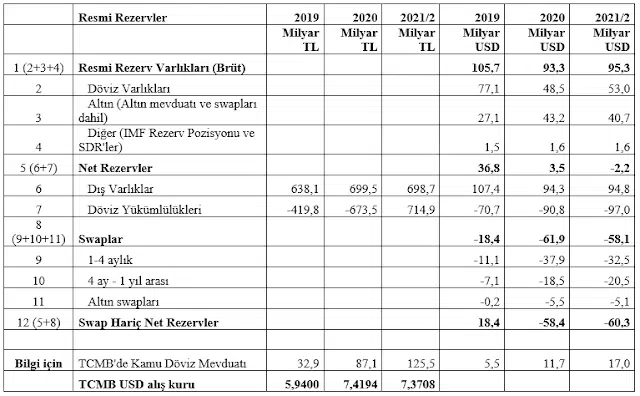 Resmi Rezervler 2019 2020 2021/2 2019 2020 2021/2
Milyar TL Milyar TL Milyar TL Milyar USD Milyar USD Milyar USD
1 (2+3+4) Resmi Rezerv Varlıkları (Brüt) 105,7 93,3 95,3
2 Döviz Varlıkları 77,1 48,5 53,0
3 Altın (Altın mevduatı ve swapları dahil) 27,1 43,2 40,7
4 Diğer (IMF Rezerv Pozisyonu ve SDR'ler) 1,5 1,6 1,6
5 (6+7) Net Rezervler 36,8 3,5 -2,2
6 Dış Varlıklar 638,1 699,5 698,7 107,4 94,3 94,8
7 Döviz Yükümlülükleri -419,8 -673,5 714,9 -70,7 -90,8 -97,0
8 (9+10+11) Swaplar -18,4 -61,9 -58,1
9 1-4 aylık -11,1 -37,9 -32,5
10 4 ay - 1 yıl arası -7,1 -18,5 -20,5
11 Altın swapları -0,2 -5,5 -5,1
12 (5+8) Swap Hariç Net Rezervler 18,4 -58,4 -60,3
Bilgi için TCMB'de Kamu Döviz Mevduatı 32,9 87,1 125,5 5,5 11,7 17,0
TCMB USD alış kuru 5,9400 7,4194 7,3708